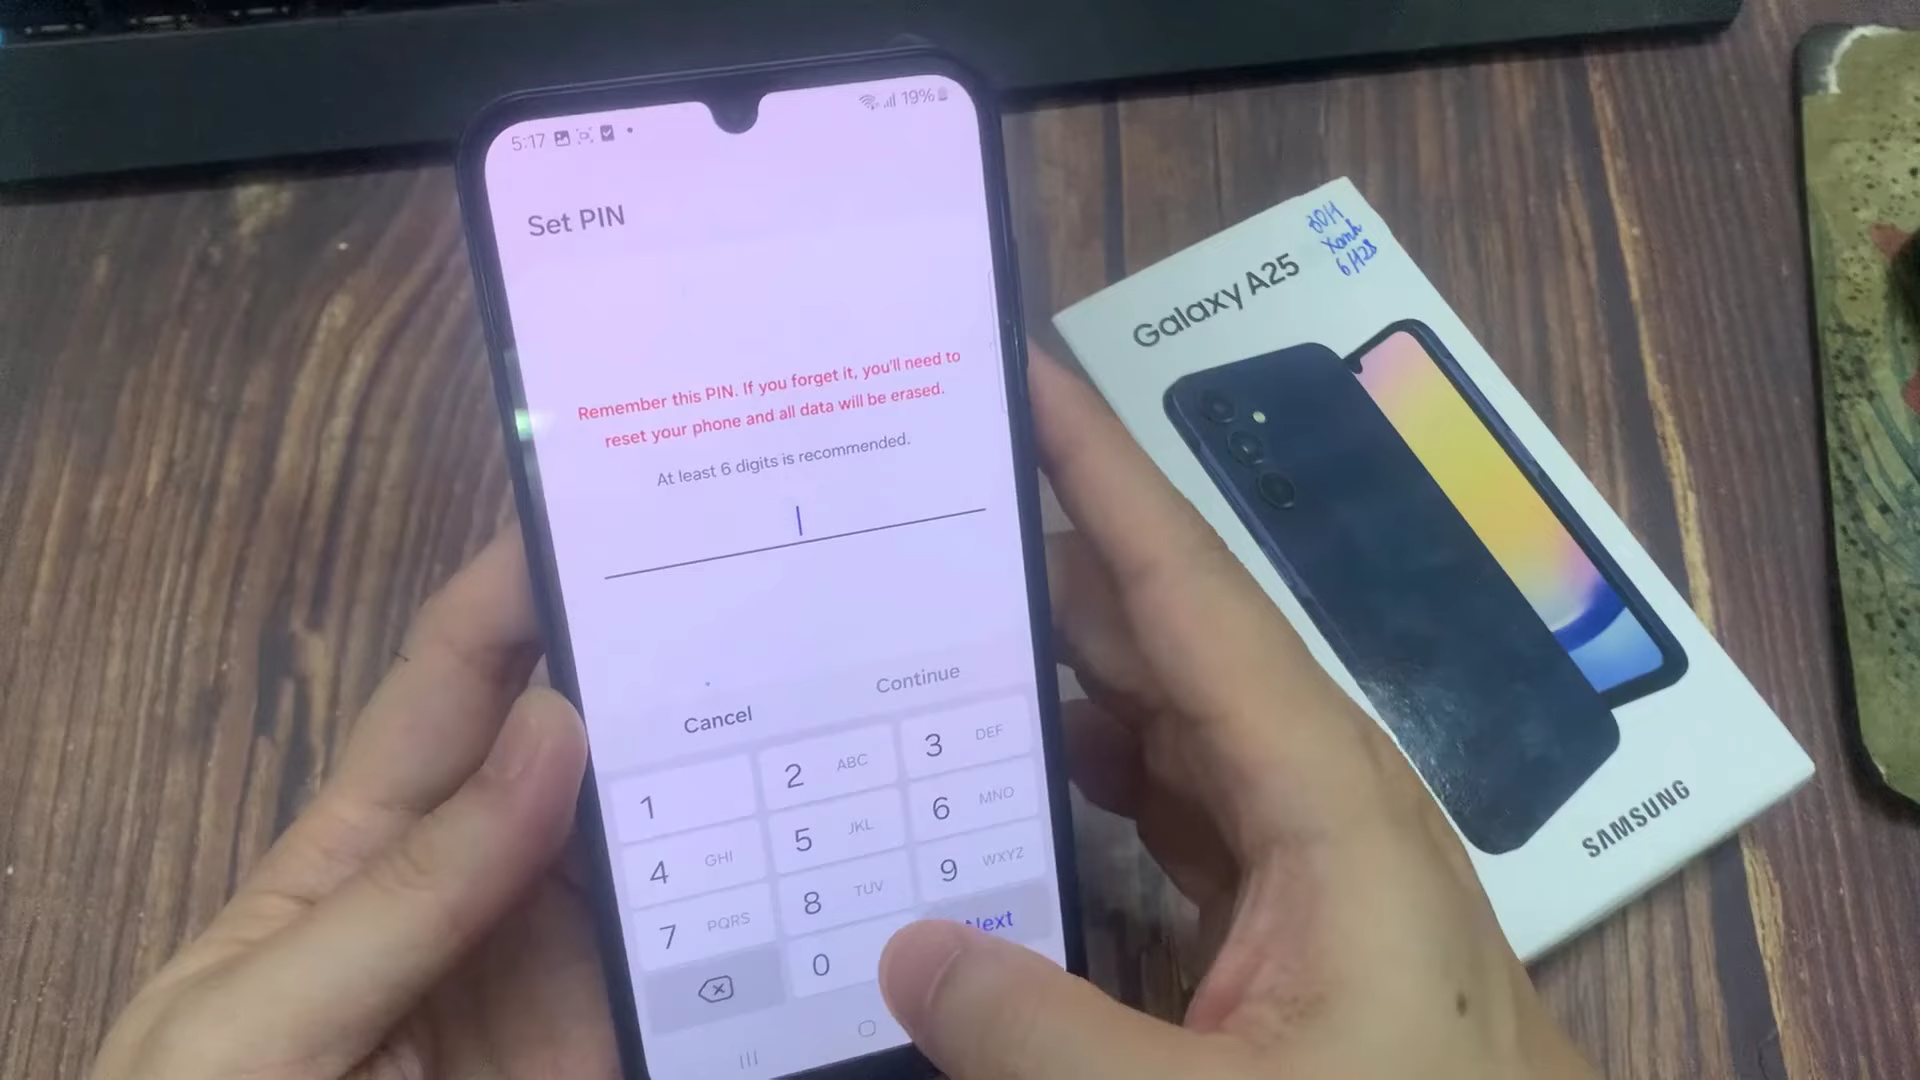 5:17
19%
Set PIN
Remember this PIN. If you forget it, you'll need to
reset your phone and all data will be erased.
At least 6 digits is recommended.
Cancel
Continue
1
2 ABC
3 DEF
4 GHI
5 JKL
6 MNO
7 PQRS
8 TUV
9 WXYZ
0
Next
Galaxy A25
Xanh
SAMSUNG